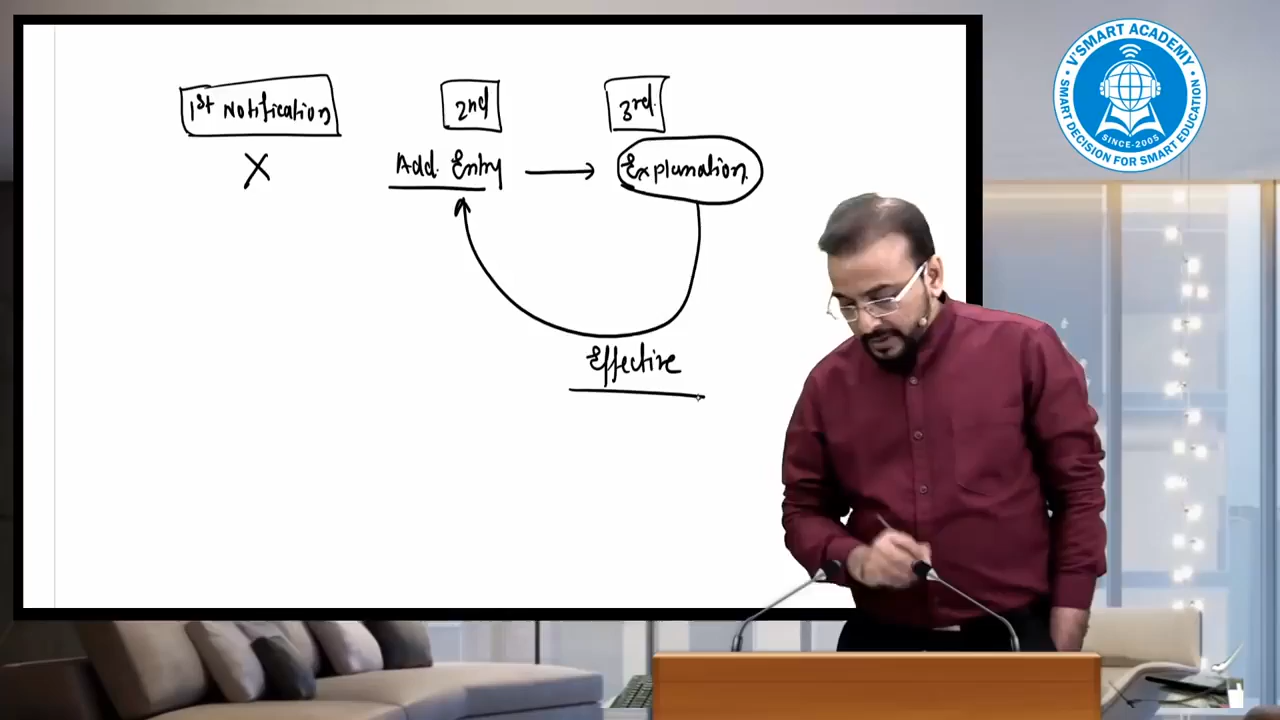 1st Notification
2nd
3rd
X
Add. Entry
Explanation
Effective
V'SMART ACADEMY
SINCE-2005
SMART DECISION FOR SMART EDUCATION